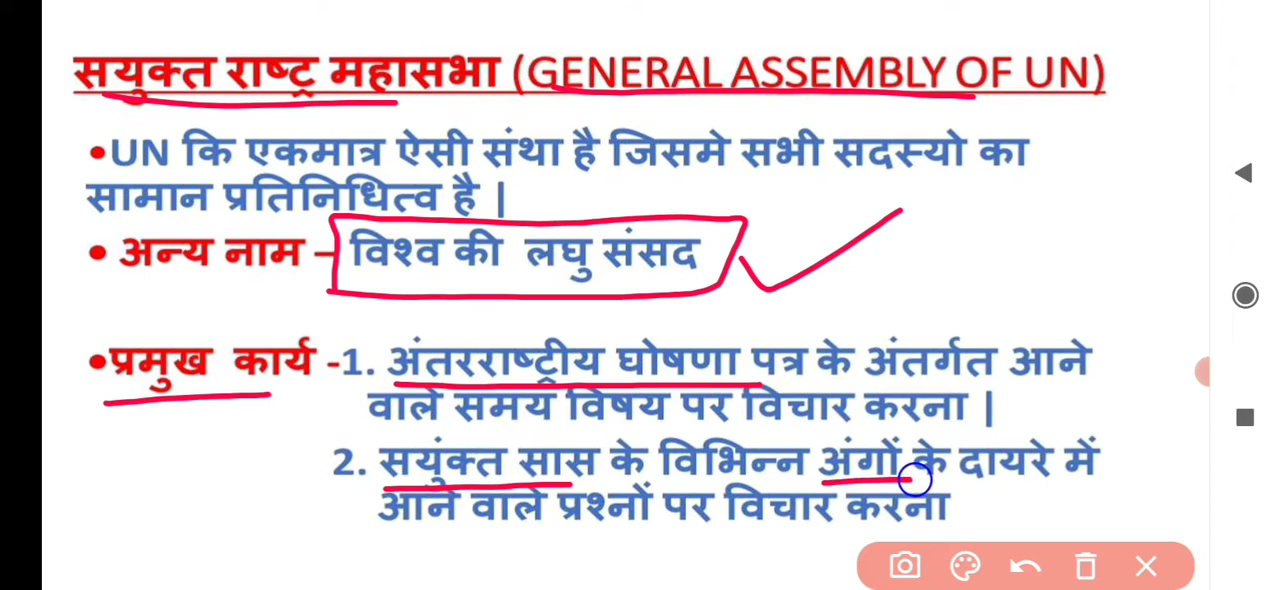 सयुक्त राष्ट्र महासभा (GENERAL ASSEMBLY OF UN)
•UN कि एकमात्र ऐसी संथा है जिसमे सभी सदस्यो का
सामान प्रतिनिधित्व है |
• अन्य नाम – विश्व की लघु संसद
•प्रमुख कार्य -1. अंतरराष्ट्रीय घोषणा पत्र के अंतर्गत आने
वाले समय विषय पर विचार करना |
2. सयुंक्त सास के विभिन्न अंगों के दायरे में
आने वाले प्रश्नों पर विचार करना